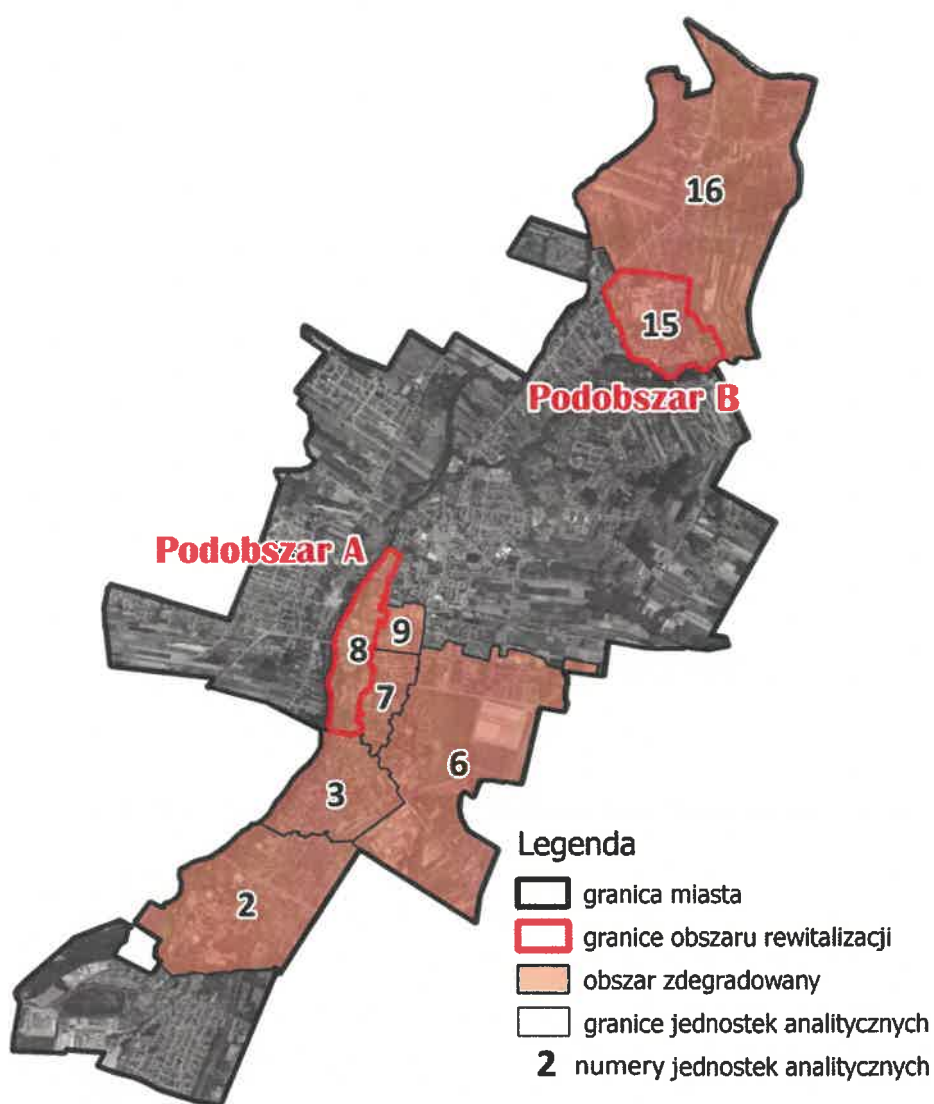 16
15
Podobszar B
Podobszar A
9
8
7
6
3
2
Legenda
granica miasta
granice obszaru rewitalizacji
obszar zdegradowany
granice jednostek analitycznych
2 numery jednostek analitycznych